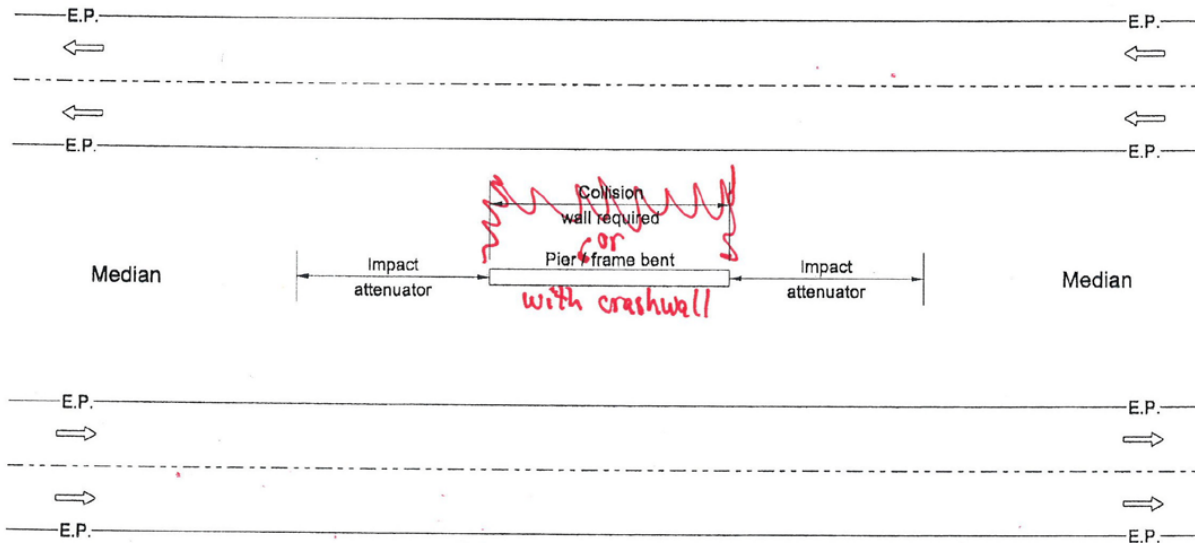 E.P. E.P.
E.P. E.P.
Collision
wall required
or
Pier / frame bent
with crashwall
Median
Impact
attenuator
Impact
attenuator
Median
E.P. E.P.
E.P. E.P.